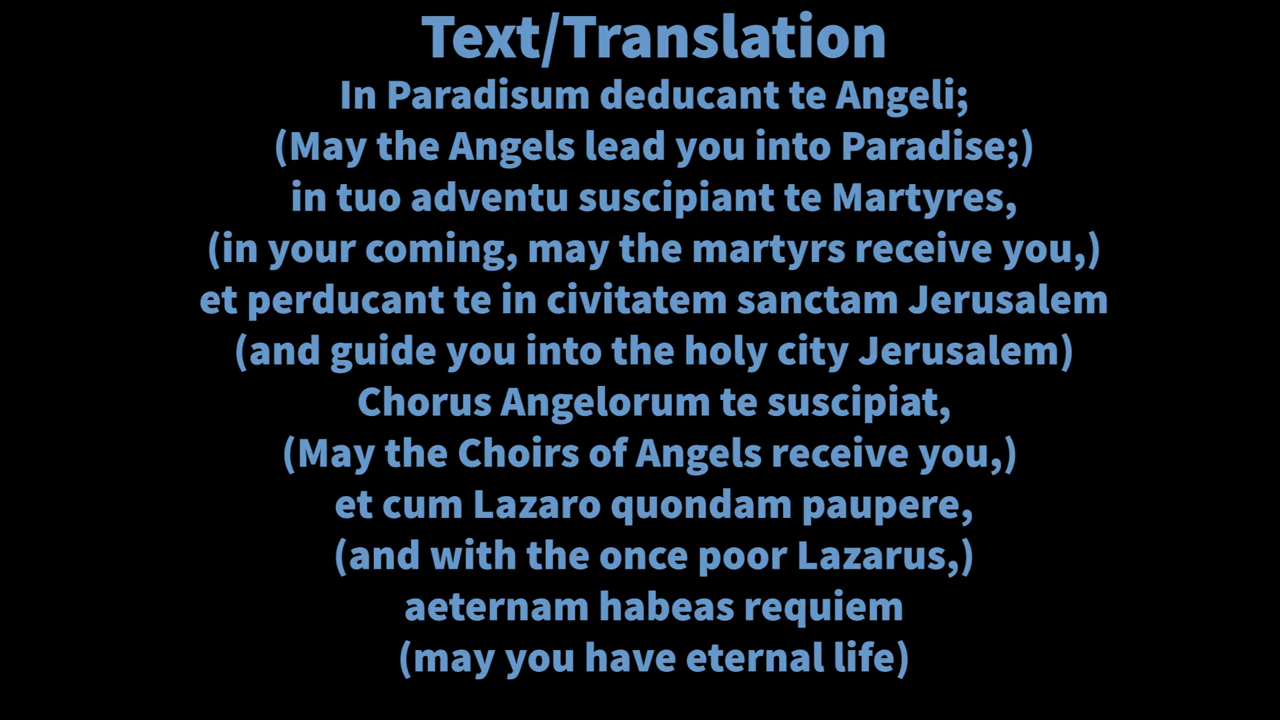 Text/Translation
In Paradisum deducant te Angeli;
(May the Angels lead you into Paradise;)
in tuo adventu suscipiant te Martyres,
(in your coming, may the martyrs receive you,)
et perducant te in civitatem sanctam Jerusalem
(and guide you into the holy city Jerusalem)
Chorus Angelorum te suscipiat,
(May the Choirs of Angels receive you,)
et cum Lazaro quondam paupere,
(and with the once poor Lazarus,)
aeternam habeas requiem
(may you have eternal life)